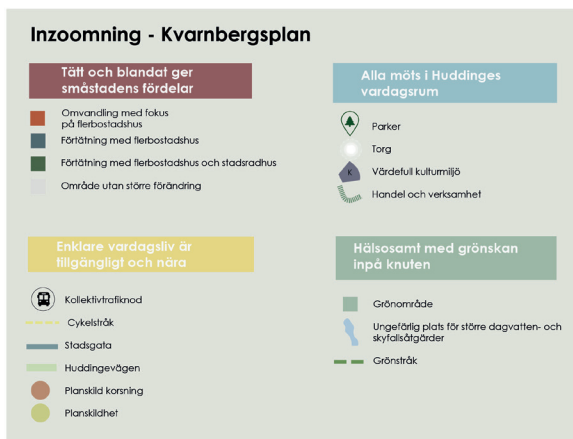 Inzoomning - Kvarnbergsplan
Tätt och blandat ger
småstadens fördelar
Omvandling med fokus
på flerbostadshus
Förtätning med flerbostadshus
Förtätning med flerbostadshus och stadsradhus
Område utan större förändring
Alla möts i Huddinges
vardagsrum
Parker
Torg
K
Värdefull kulturmiljö
Handel och verksamhet
Enklare vardagsliv är
tillgängligt och nära
Kollektivtrafiknod
Cykelstråk
Stadsgata
Huddingevägen
Planskild korsning
Planskildhet
Hälsosamt med grönskan
inpå knuten
Grönområde
Ungefärlig plats för större dagvatten- och
skyfallsåtgärder
Grönstråk